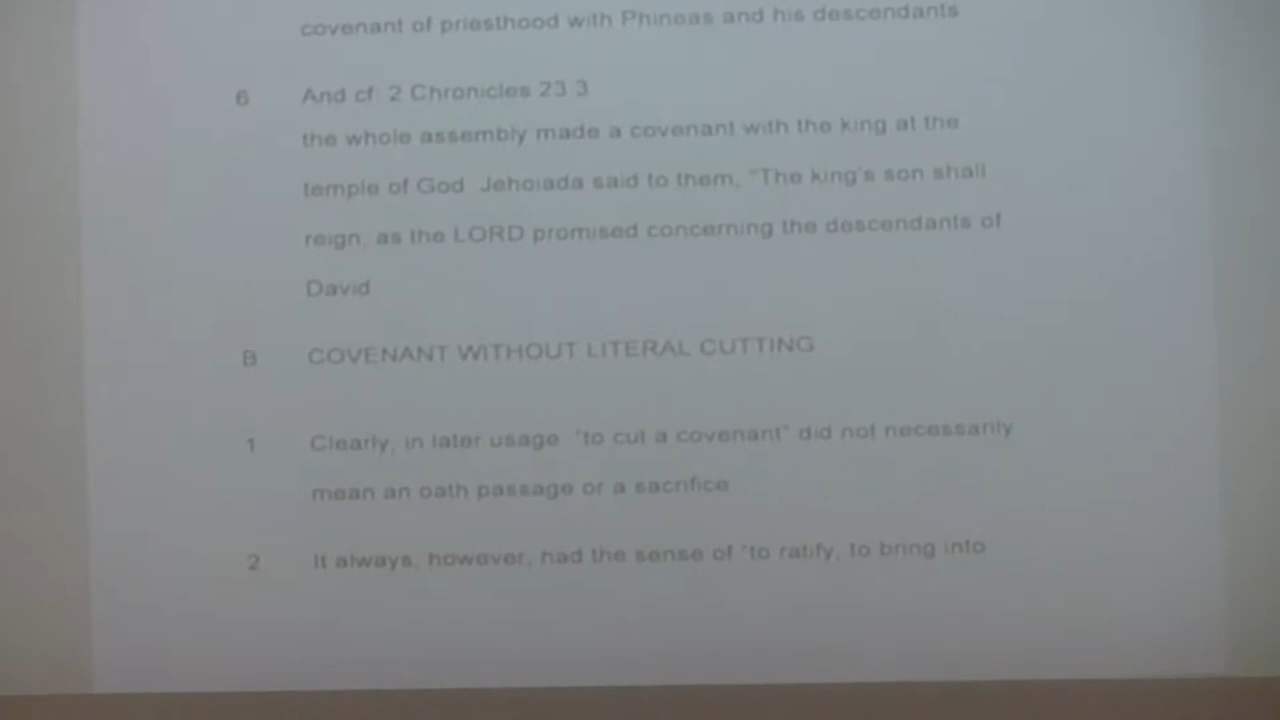 covenant of priesthood with Phineas and his descendants
6 And cf. 2 Chronicles 23 3
the whole assembly made a covenant with the king at the
temple of God Jehoiada said to them, "The king's son shall
reign, as the LORD promised concerning the descendants of
David
B COVENANT WITHOUT LITERAL CUTTING
1 Clearly, in later usage "to cut a covenant" did not necessarily
mean an oath passage or a sacrifice
2 It always, however, had the sense of "to ratify, to bring into